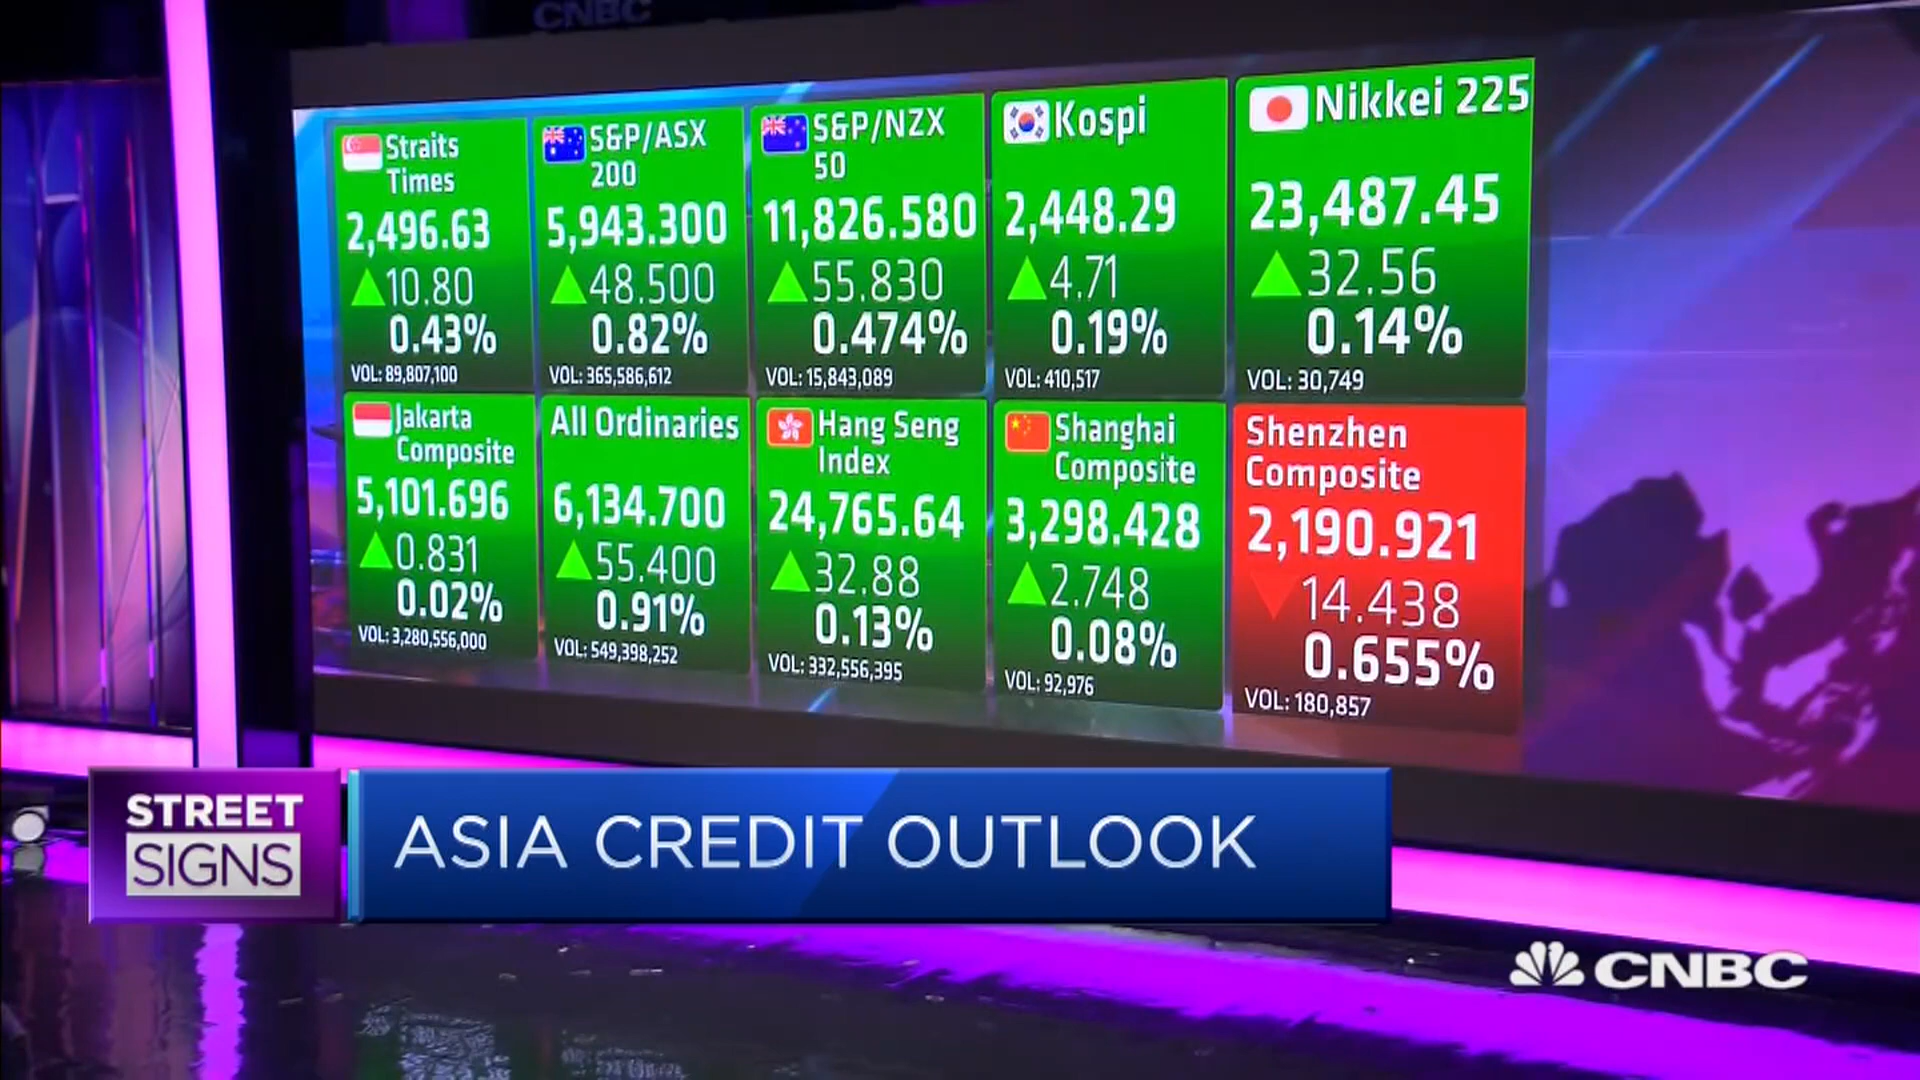 CNBC
Straits
Times
2,496.63
10.80
0.43%
VOL: 89,807,100
S&P/ASX
200
5,943.300
48.500
0.82%
VOL: 365,586,612
S&P/NZX
50
11,826.580
55.830
0.474%
VOL: 15,843,089
Kospi
2,448.29
4.71
0.19%
VOL: 410,517
Nikkei 225
23,487.45
32.56
0.14%
VOL: 30,749
Jakarta
Composite
5,101.696
0.831
0.02%
VOL: 3,280,556,000
All Ordinaries
6,134.700
55.400
0.91%
VOL: 549,398,252
Hang Seng
Index
24,765.64
32.88
0.13%
VOL: 332,556,395
Shanghai
Composite
3,298.428
2.748
0.08%
VOL: 92,976
Shenzhen
Composite
2,190.921
14.438
0.655%
VOL: 180,857
STREET
SIGNS
ASIA CREDIT OUTLOOK
CNBC